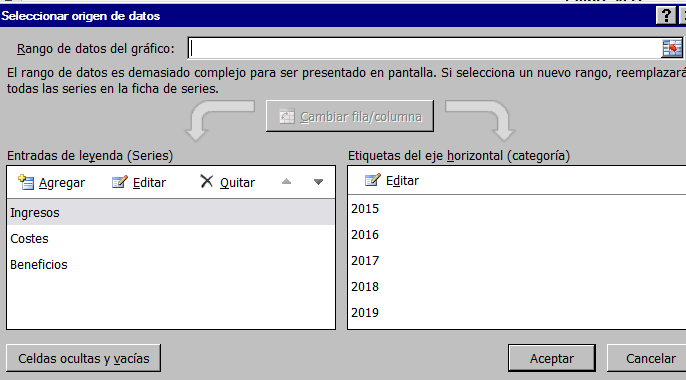 Seleccionar origen de datos
Rango de datos del gráfico:
El rango de datos es demasiado complejo para ser presentado en pantalla. Si selecciona un nuevo rango, reemplazará
todas las series en la ficha de series.
Cambiar fila/columna
Entradas de leyenda (Series)
Agregar Editar Quitar
Ingresos
Costes
Beneficios
Etiquetas del eje horizontal (categoría)
Editar
2015
2016
2017
2018
2019
Celdas ocultas y vacías
Aceptar
Cancelar